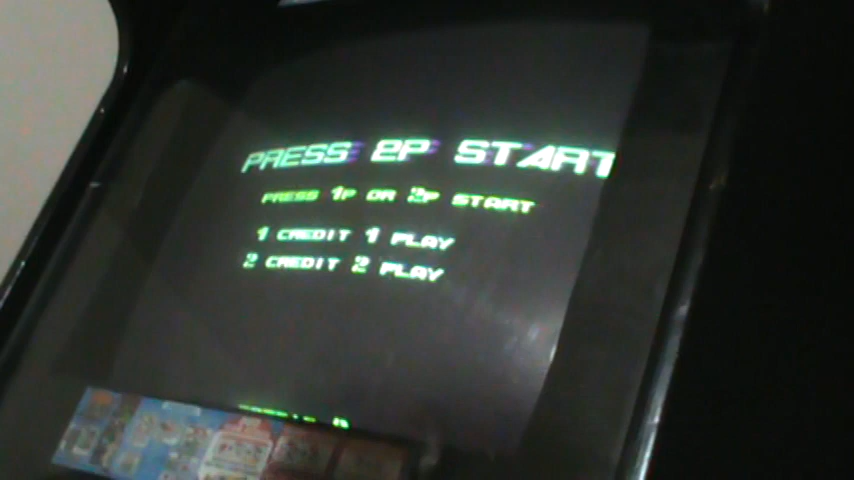 PRESS 2P START
PRESS 1P OR 2P START
1 CREDIT 1 PLAY
2 CREDIT 2 PLAY